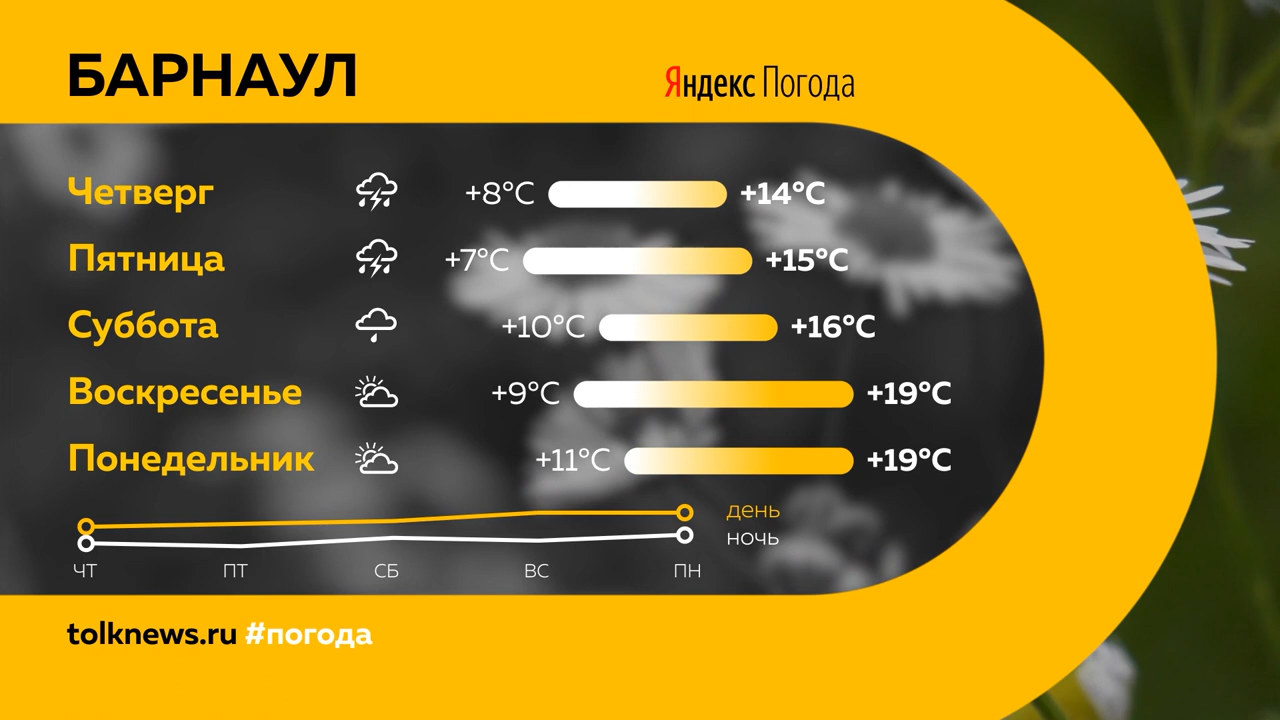 БАРНАУЛ
Яндекс Погода
Четверг +8°C +14°C
Пятница +7°C +15°C
Суббота +10°C +16°C
Воскресенье +9°C +19°C
Понедельник +11°C +19°C
день
ночь
ЧТ ПТ СБ ВС ПН
tolknews.ru #погода